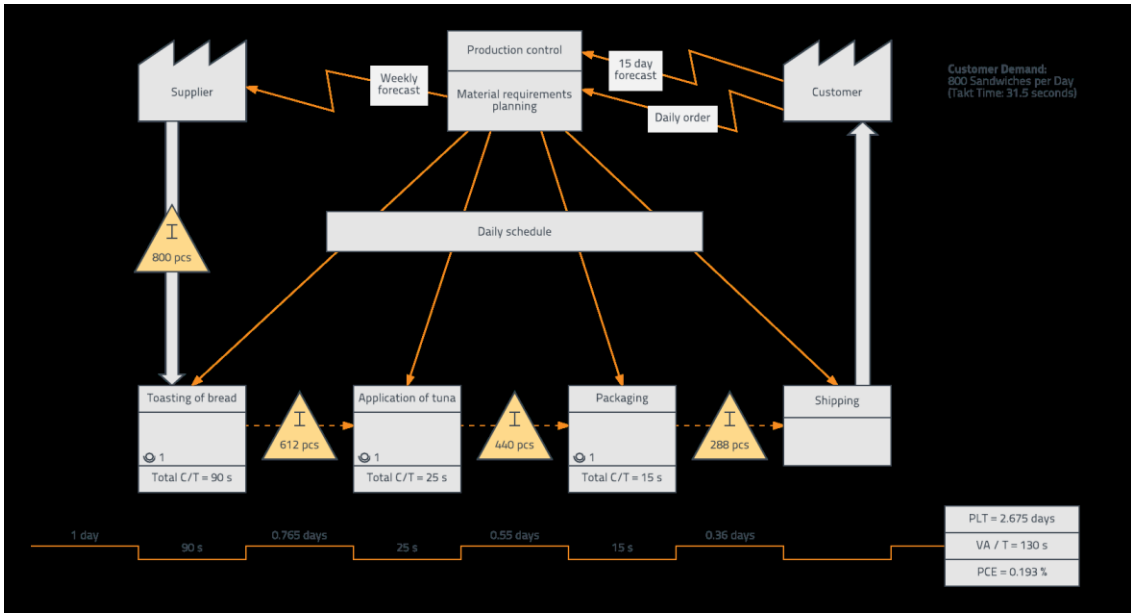 Production control
Material requirements
planning
Supplier
Weekly
forecast
15 day
forecast
Daily order
Customer
Customer Demand:
800 Sandwiches per Day
(Takt Time: 31.5 seconds)
I
800 pcs
Daily schedule
Toasting of bread
1
Total C/T = 90 s
I
612 pcs
Application of tuna
1
Total C/T = 25 s
I
440 pcs
Packaging
1
Total C/T = 15 s
I
288 pcs
Shipping
1 day
90 s
0.765 days
25 s
0.55 days
15 s
0.36 days
PLT = 2.675 days
VA / T = 130 s
PCE = 0.193 %